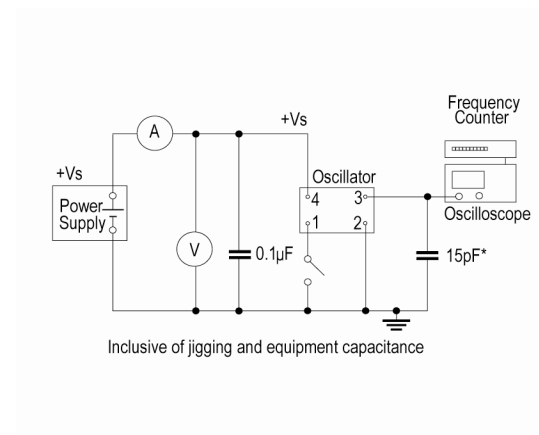 Frequency
Counter
+Vs
A
+Vs
Oscillator
4
3
Power
Supply
Oscilloscope
1
2
V
0.1µF
15pF*
Inclusive of jigging and equipment capacitance